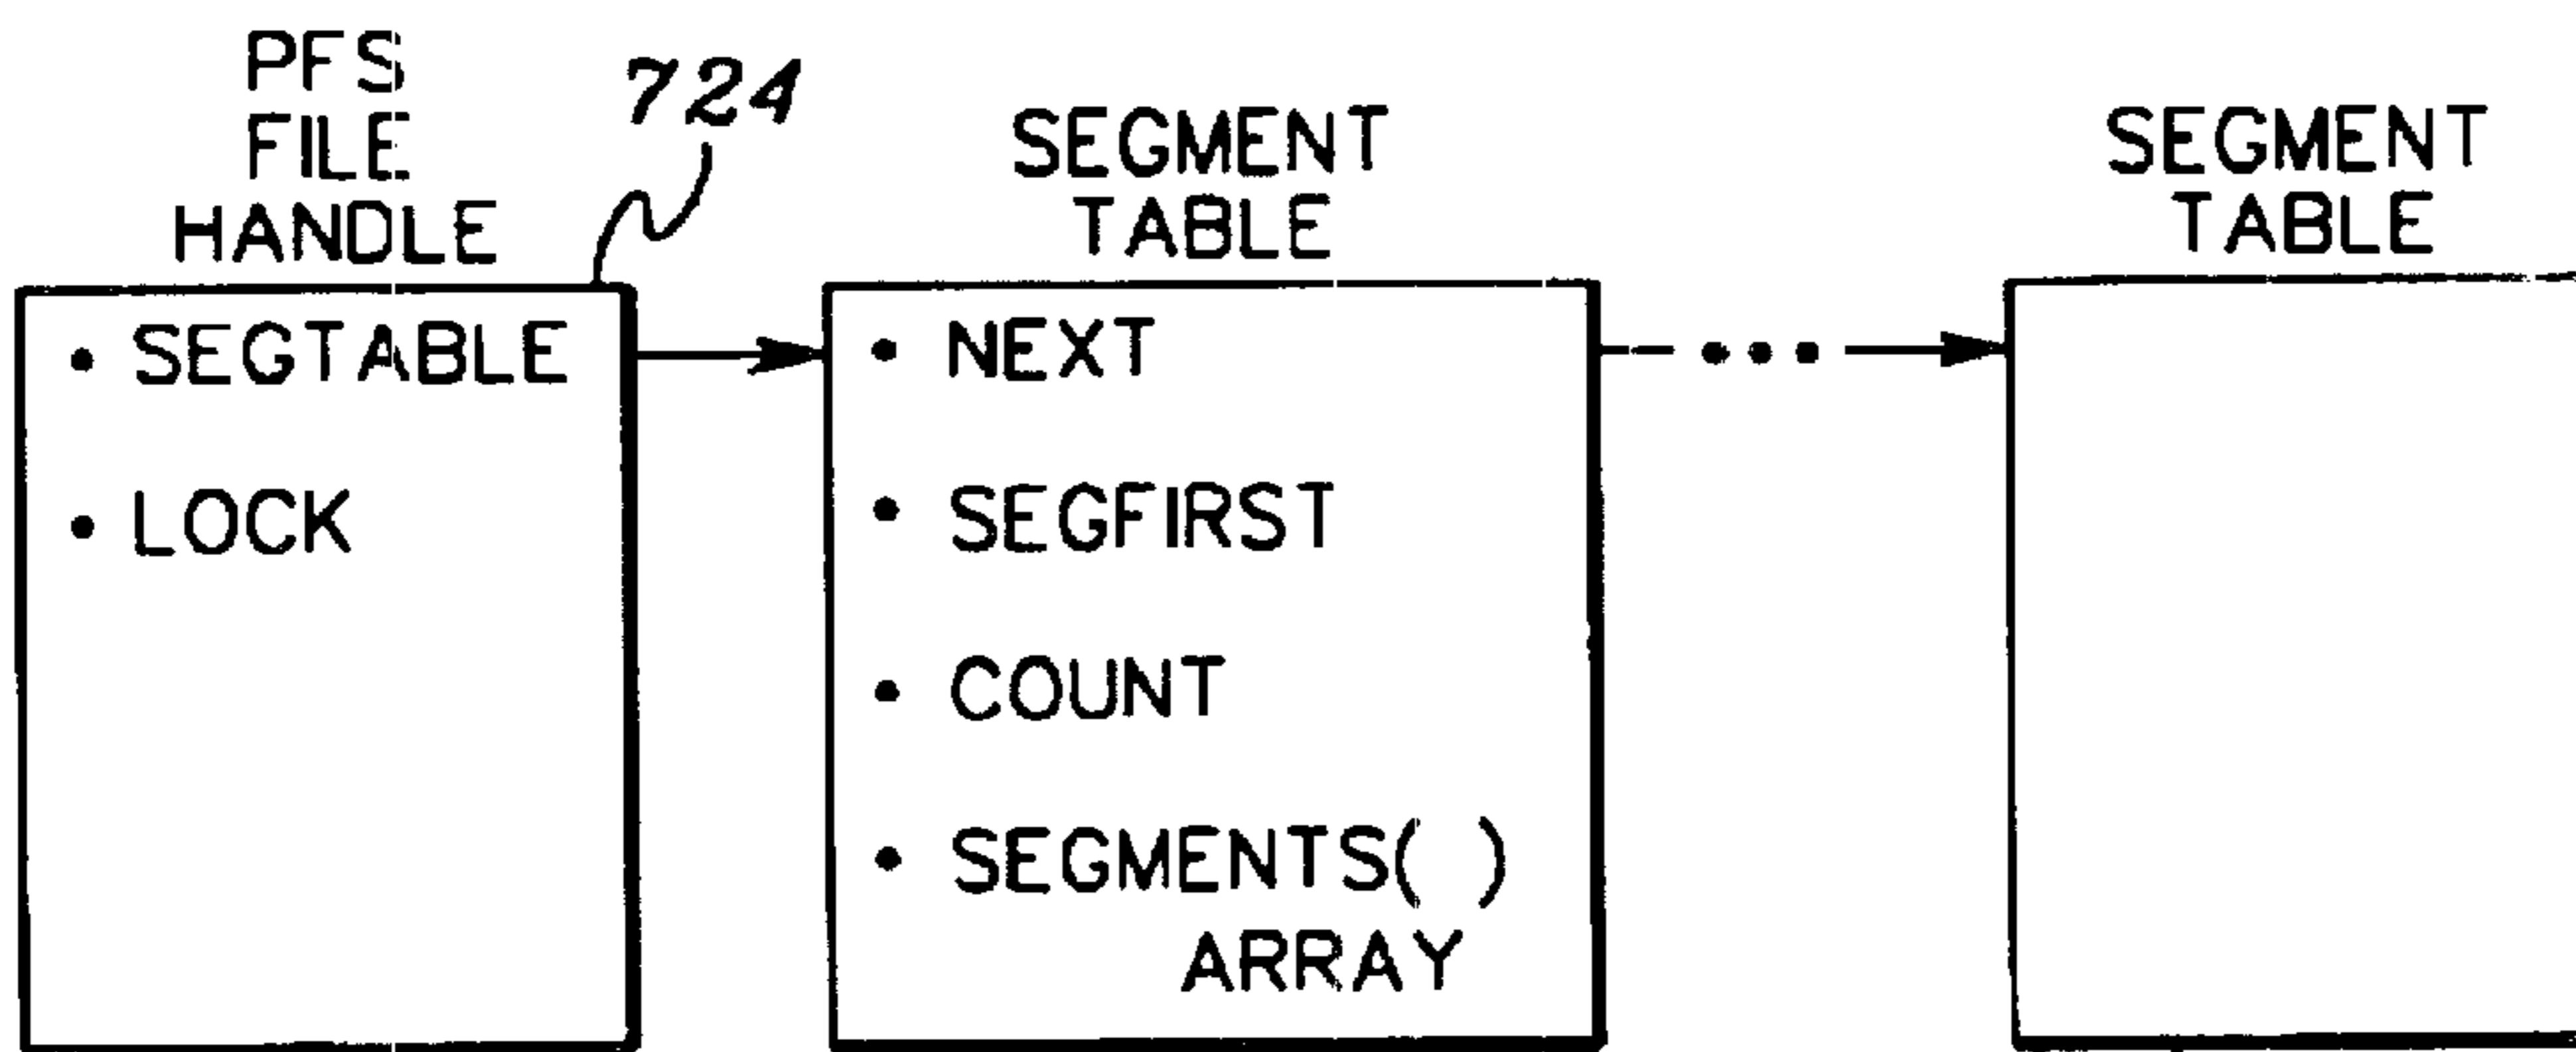 PFS
FILE
HANDLE
724
• SEGTABLE
• LOCK
SEGMENT
TABLE
• NEXT
• SEGFIRST
• COUNT
• SEGMENTS( )
ARRAY
SEGMENT
TABLE